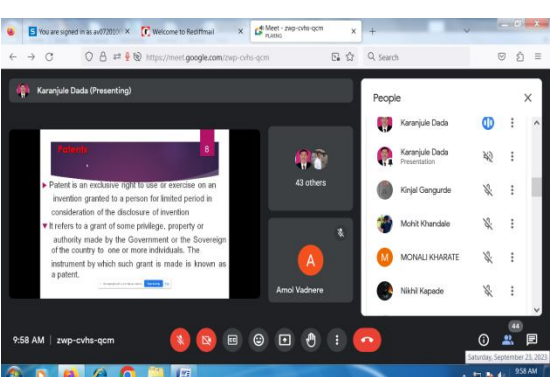 You are signed in as av0720100
Welcome to Rediffmail
Meet - zwp-cvhs-qcm
PLAYING
https://meet.google.com/zwp-cvhs-qcm
Search
Karanjule Dada (Presenting)
Patents
8
Patent is an exclusive right to use or exercise on an
invention granted to a person for limited period in
consideration of the disclosure of invention
It refers to a grant of some privilege, property or
authority made by the Government or the Sovereign
of the country to one or more individuals. The
instrument by which such grant is made is known as
a patent.
43 others
A
Amol Vadnere
People
Karanjule Dada
Karanjule Dada
Presentation
Kinjal Gangurde
Mohit Khandale
M
MONALI KHARATE
Nikhil Kapade
9:58 AM | zwp-cvhs-qcm
44
Saturday, September 23, 2023
9:58 AM